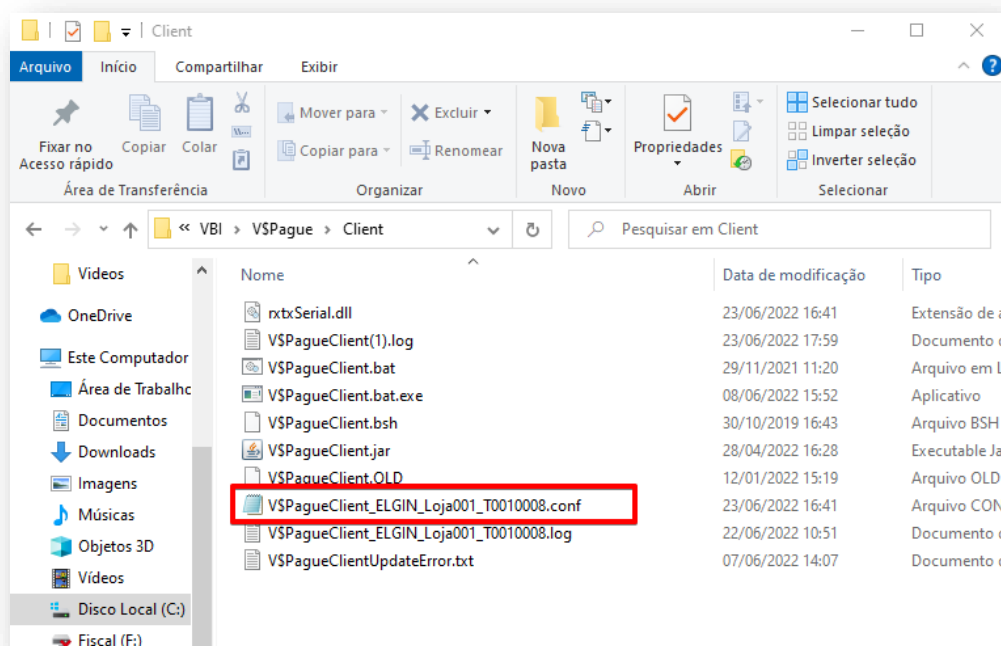 Client
Arquivo Início Compartilhar Exibir
Fixar no Acesso rápido
Copiar
Colar
Área de Transferência
Mover para
Copiar para
Excluir
Renomear
Organizar
Nova pasta
Novo
Propriedades
Abrir
Selecionar tudo
Limpar seleção
Inverter seleção
Selecionar
« VBI > V$Pague > Client
Pesquisar em Client
Videos
OneDrive
Este Computador
Área de Trabalho
Documentos
Downloads
Imagens
Músicas
Objetos 3D
Vídeos
Disco Local (C:)
Fiscal (F:)
Nome Data de modificação Tipo
rxtxSerial.dll 23/06/2022 16:41 Extensão de a
V$PagueClient(1).log 23/06/2022 17:59 Documento d
V$PagueClient.bat 29/11/2021 11:20 Arquivo em L
V$PagueClient.bat.exe 08/06/2022 15:52 Aplicativo
V$PagueClient.bsh 30/10/2019 16:43 Arquivo BSH
V$PagueClient.jar 28/04/2022 16:28 Executable Ja
V$PagueClient.OLD 12/01/2022 15:19 Arquivo OLD
V$PagueClient_ELGIN_Loja001_T0010008.conf 23/06/2022 16:41 Arquivo CON
V$PagueClient_ELGIN_Loja001_T0010008.log 22/06/2022 10:51 Documento d
V$PagueClientUpdateError.txt 07/06/2022 14:07 Documento d